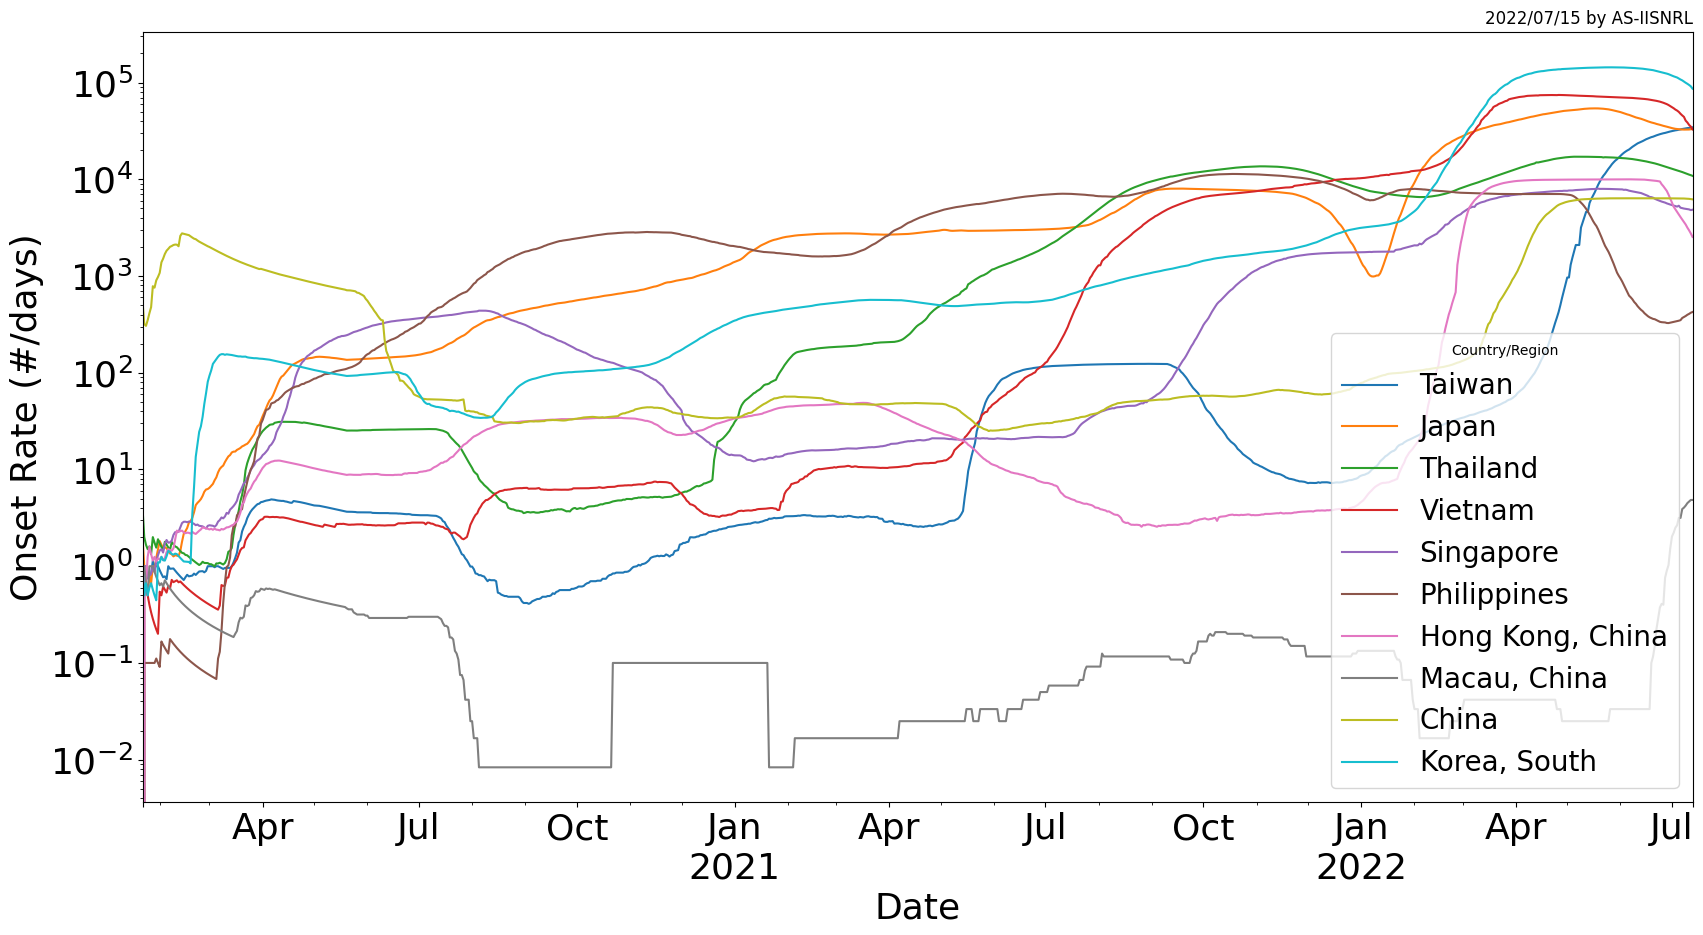 2022/07/15 by AS-IISNRL
Onset Rate (#/days)
10^5
10^4
10^3
10^2
10^1
10^0
10^−1
10^−2
Country/Region
Taiwan
Japan
Thailand
Vietnam
Singapore
Philippines
Hong Kong, China
Macau, China
China
Korea, South
Apr Jul Oct Jan Apr Jul Oct Jan Apr Jul
2021 2022
Date